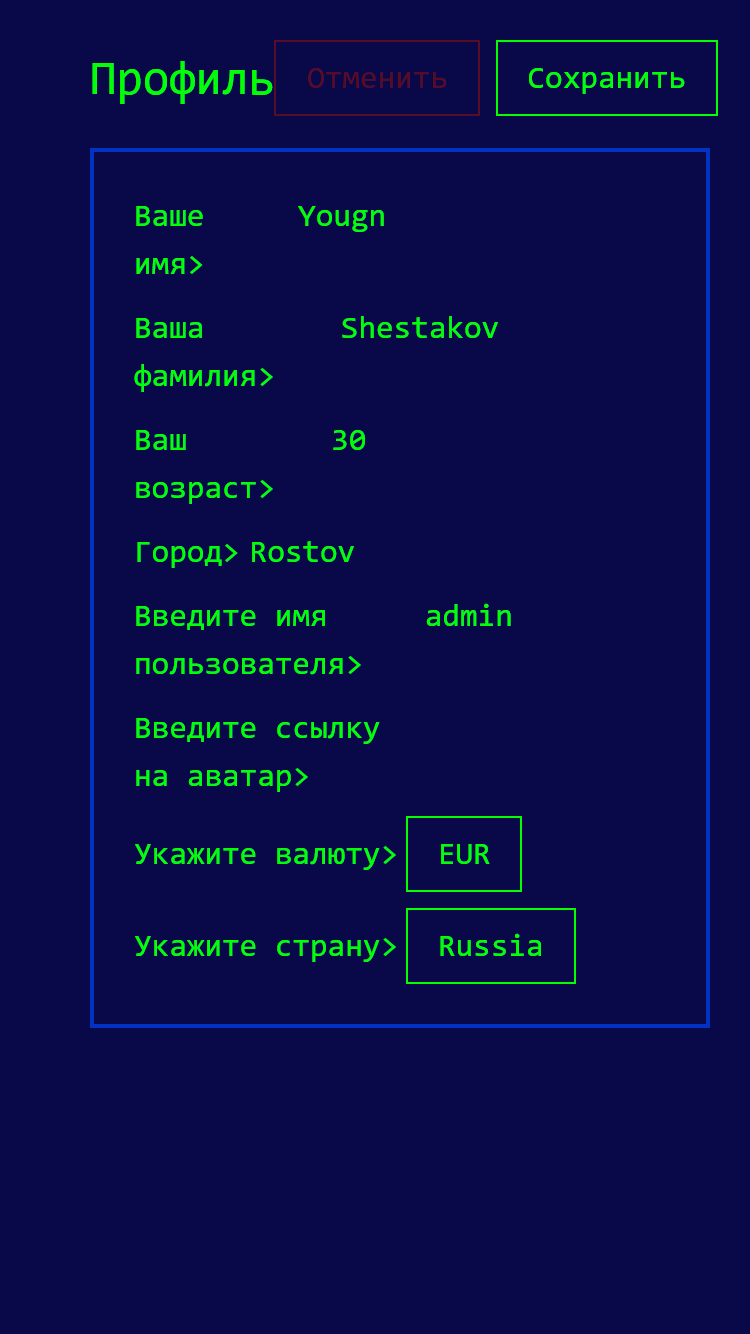 Профиль Отменить Сохранить
Ваше Yougn
имя>
Ваша Shestakov
фамилия>
Ваш 30
возраст>
Город> Rostov
Введите имя admin
пользователя>
Введите ссылку
на аватар>
Укажите валюту> EUR
Укажите страну> Russia